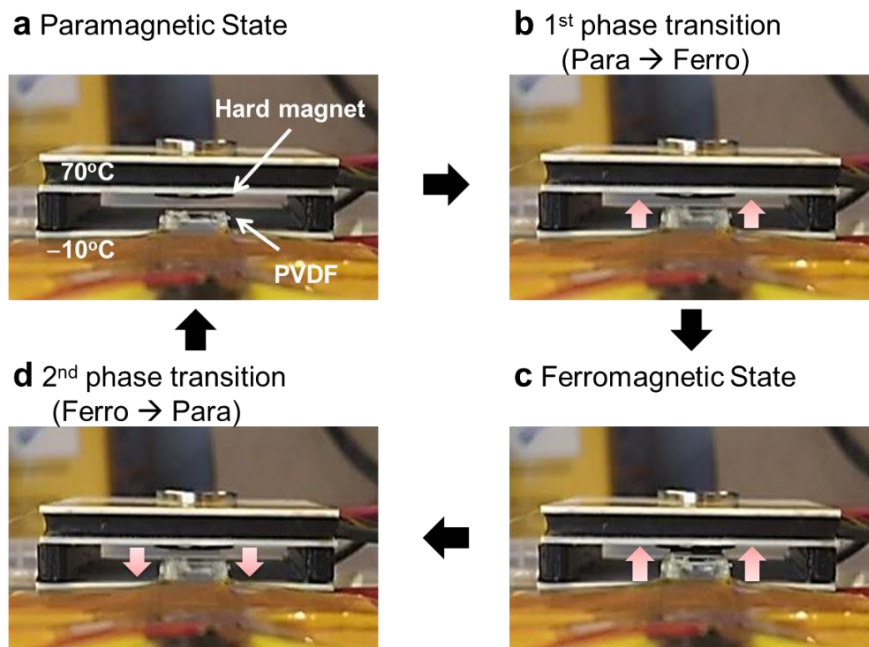 a Paramagnetic State
b 1st phase transition
(Para → Ferro)
Hard magnet
70°C
−10°C
PVDF
d 2nd phase transition
(Ferro → Para)
c Ferromagnetic State